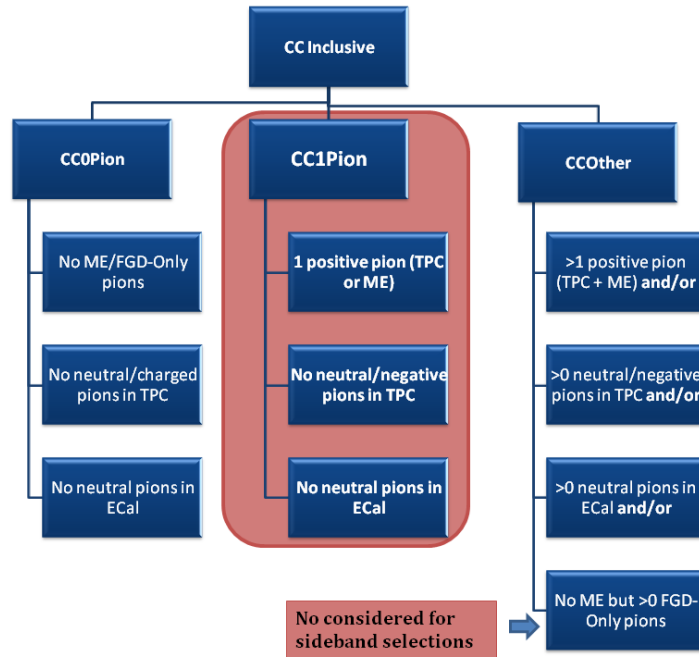 CC Inclusive
CC0Pion
No ME/FGD-Only
pions
No neutral/charged
pions in TPC
No neutral pions in
ECal
CC1Pion
1 positive pion (TPC
or ME)
No neutral/negative
pions in TPC
No neutral pions in
ECal
CCOther
>1 positive pion
(TPC + ME) and/or
>0 neutral/negative
pions in TPC and/or
>0 neutral pions in
ECal and/or
No ME but >0 FGD-
Only pions
No considered for
sideband selections